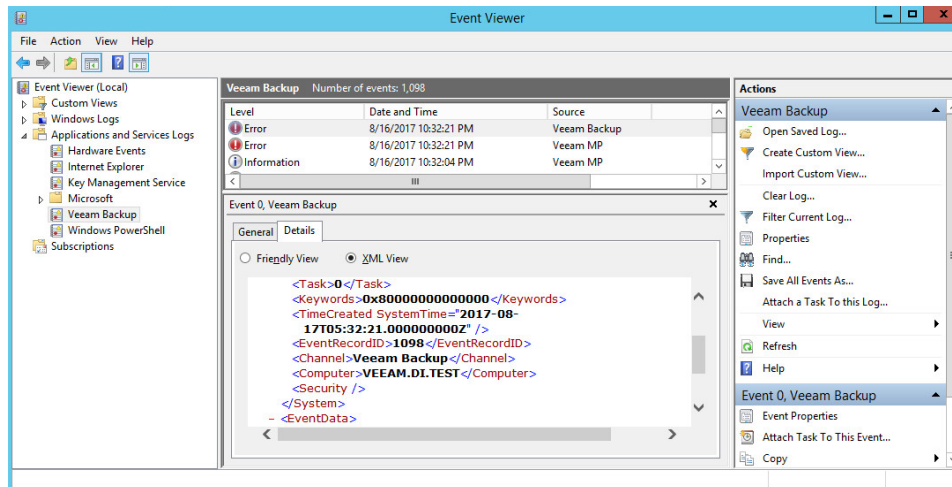 Event Viewer
File Action View Help
Event Viewer (Local)
Custom Views
Windows Logs
Applications and Services Logs
Hardware Events
Internet Explorer
Key Management Service
Microsoft
Veeam Backup
Windows PowerShell
Subscriptions
Veeam Backup Number of events: 1,098
Level Date and Time Source
Error 8/16/2017 10:32:21 PM Veeam Backup
Error 8/16/2017 10:32:21 PM Veeam MP
Information 8/16/2017 10:32:04 PM Veeam MP
Event 0, Veeam Backup
General Details
Friendly View XML View
<Task>0</Task>
<Keywords>0x80000000000000</Keywords>
<TimeCreated SystemTime="2017-08-
17T05:32:21.000000000Z" />
<EventRecordID>1098</EventRecordID>
<Channel>Veeam Backup</Channel>
<Computer>VEEAM.DI.TEST</Computer>
<Security />
</System>
- <EventData>
Actions
Veeam Backup
Open Saved Log...
Create Custom View...
Import Custom View...
Clear Log...
Filter Current Log...
Properties
Find...
Save All Events As...
Attach a Task To this Log...
View
Refresh
Help
Event 0, Veeam Backup
Event Properties
Attach Task To This Event...
Copy